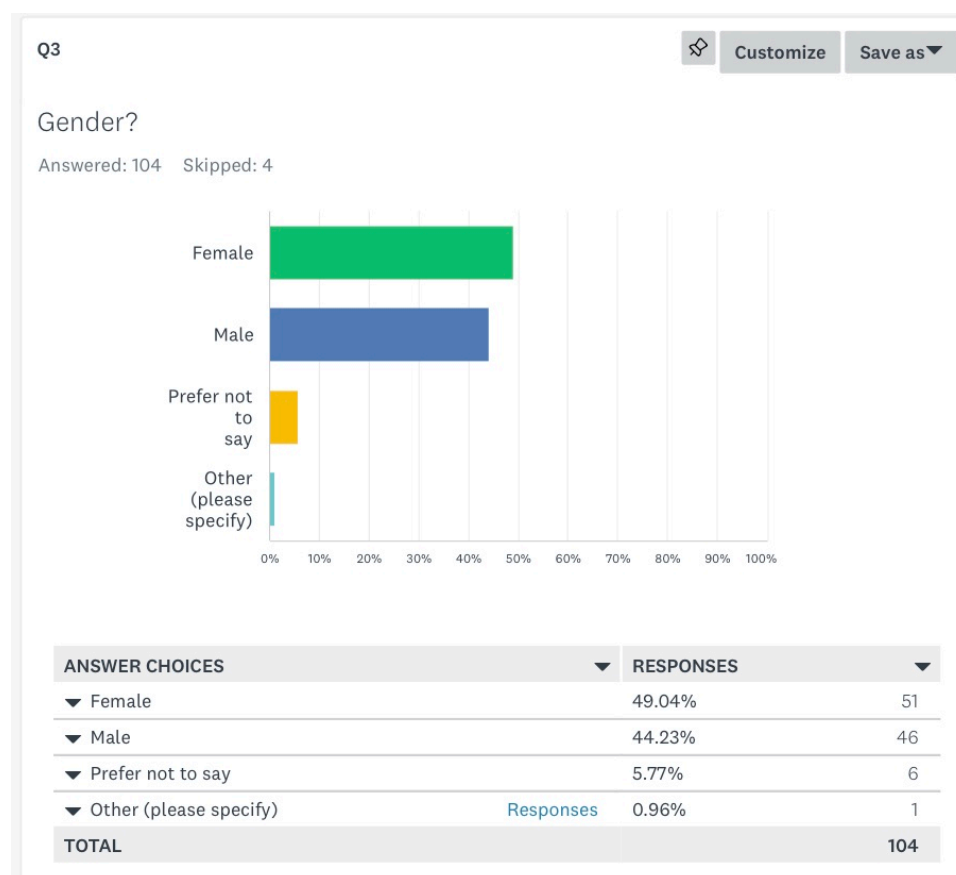 Q3
Customize
Save as
Gender?
Answered: 104 Skipped: 4
Female
Male
Prefer not
to
say
Other
(please
specify)
0% 10% 20% 30% 40% 50% 60% 70% 80% 90% 100%
ANSWER CHOICES RESPONSES
Female 49.04% 51
Male 44.23% 46
Prefer not to say 5.77% 6
Other (please specify) Responses 0.96% 1
TOTAL 104